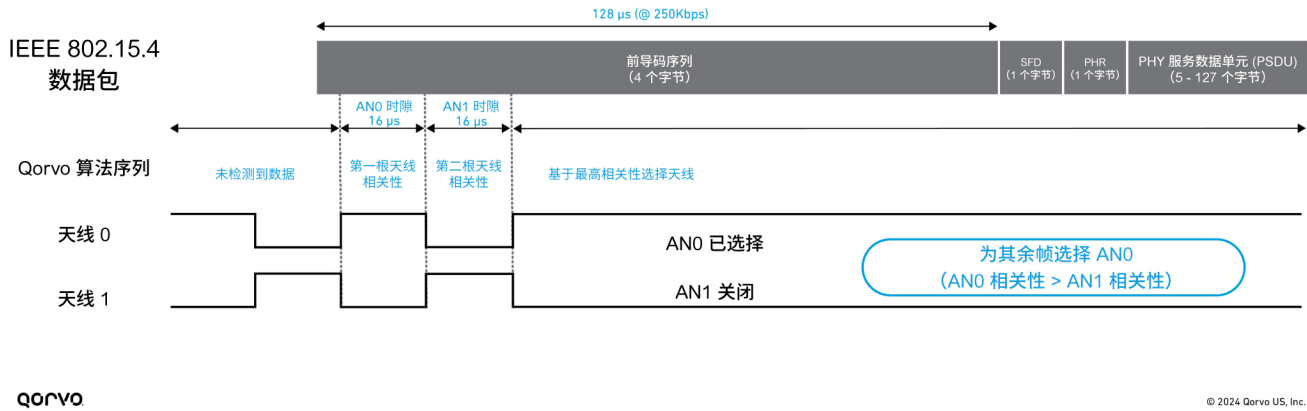 128 μs (@ 250Kbps)
IEEE 802.15.4
数据包
前导码序列
（4 个字节）
SFD
（1 个字节）
PHR
（1 个字节）
PHY 服务数据单元 (PSDU)
（5 - 127 个字节）
AN0 时隙
16 μs
AN1 时隙
16 μs
Qorvo 算法序列
未检测到数据
第一根天线
相关性
第二根天线
相关性
基于最高相关性选择天线
天线 0
AN0 已选择
为其余帧选择 AN0
（AN0 相关性 > AN1 相关性）
天线 1
AN1 关闭
QORVO
© 2024 Qorvo US, Inc.